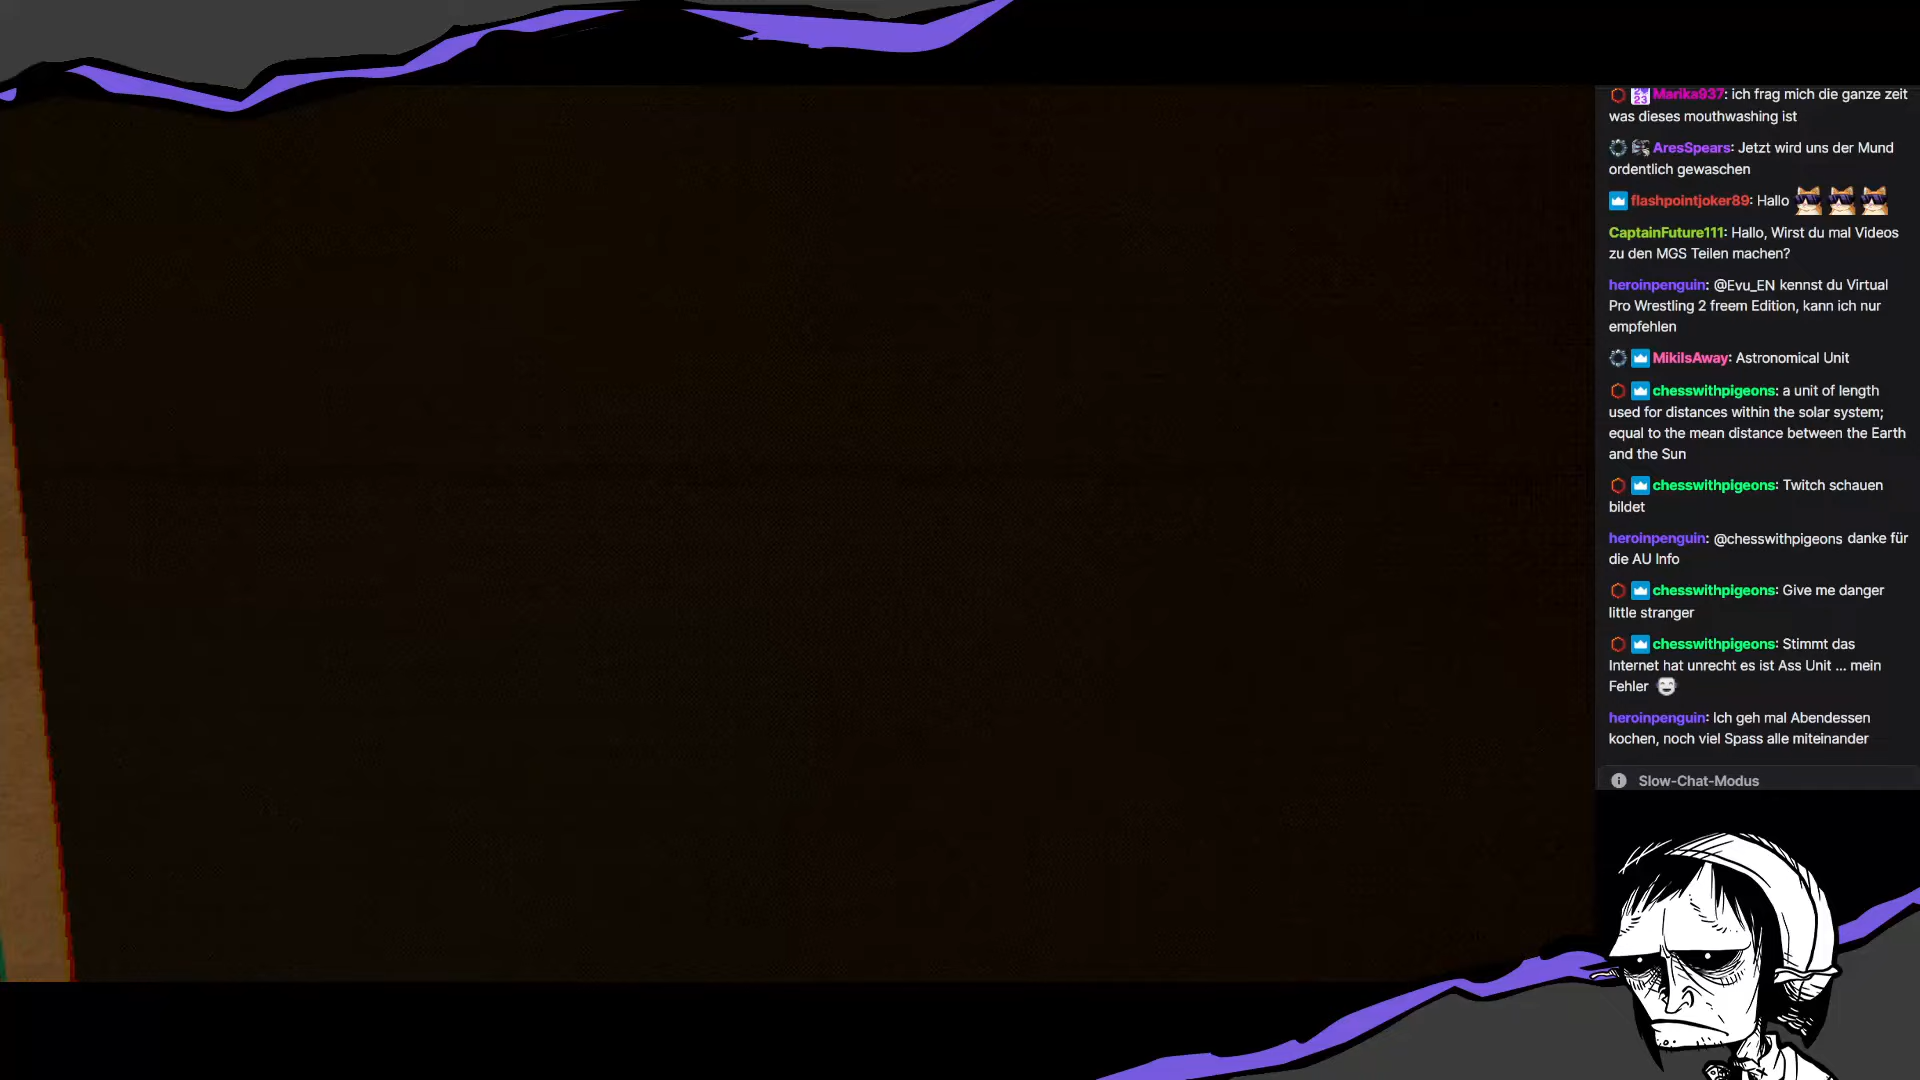 Marika937: ich frag mich die ganze zeit
was dieses mouthwashing ist
AresSpears: Jetzt wird uns der Mund
ordentlich gewaschen
flashpointjoker89: Hallo
CaptainFuture111: Hallo, Wirst du mal Videos
zu den MGS Teilen machen?
heroinpenguin: @Evu_EN kennst du Virtual
Pro Wrestling 2 freem Edition, kann ich nur
empfehlen
MikiIsAway: Astronomical Unit
chesswithpigeons: a unit of length
used for distances within the solar system;
equal to the mean distance between the Earth
and the Sun
chesswithpigeons: Twitch schauen
bildet
heroinpenguin: @chesswithpigeons danke für
die AU Info
chesswithpigeons: Give me danger
little stranger
chesswithpigeons: Stimmt das
Internet hat unrecht es ist Ass Unit ... mein
Fehler
heroinpenguin: Ich geh mal Abendessen
kochen, noch viel Spass alle miteinander
Slow-Chat-Modus